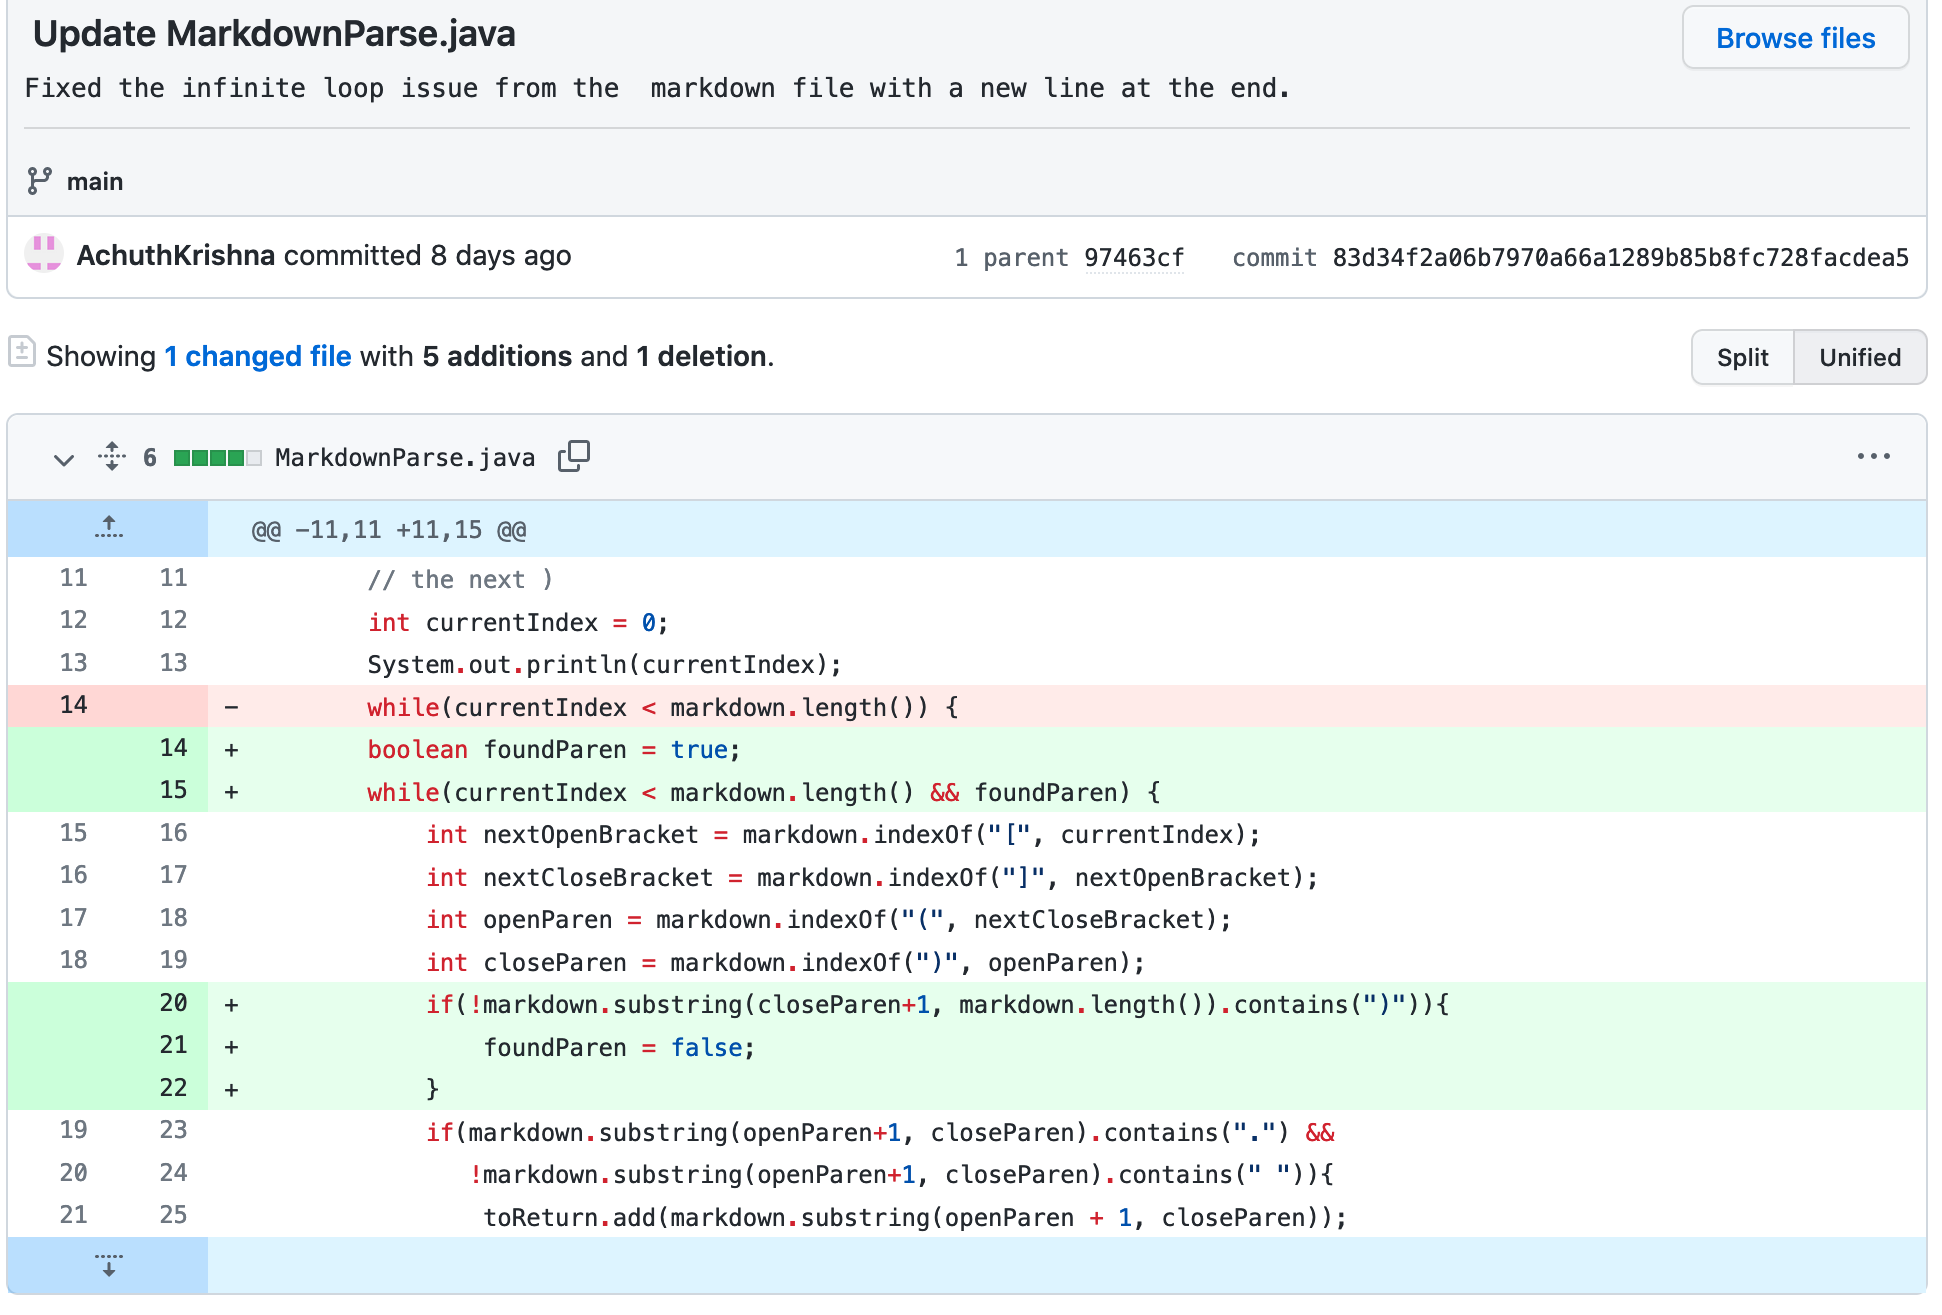 Update MarkdownParse.java
Browse files
Fixed the infinite loop issue from the  markdown file with a new line at the end.
main
AchuthKrishna committed 8 days ago
1 parent 97463cf commit 83d34f2a06b7970a66a1289b85b8fc728facdea5
Showing 1 changed file with 5 additions and 1 deletion.
Split Unified
6 MarkdownParse.java
@@ -11,11 +11,15 @@
11 11 // the next )
12 12 int currentIndex = 0;
13 13 System.out.println(currentIndex);
14 - while(currentIndex < markdown.length()) {
14 + boolean foundParen = true;
15 + while(currentIndex < markdown.length() && foundParen) {
15 16 int nextOpenBracket = markdown.indexOf("[", currentIndex);
16 17 int nextCloseBracket = markdown.indexOf("]", nextOpenBracket);
17 18 int openParen = markdown.indexOf("(", nextCloseBracket);
18 19 int closeParen = markdown.indexOf(")", openParen);
20 + if(!markdown.substring(closeParen+1, markdown.length()).contains(")")){
21 + foundParen = false;
22 + }
19 23 if(markdown.substring(openParen+1, closeParen).contains(".") &&
20 24 !markdown.substring(openParen+1, closeParen).contains(" ")){
21 25 toReturn.add(markdown.substring(openParen + 1, closeParen));